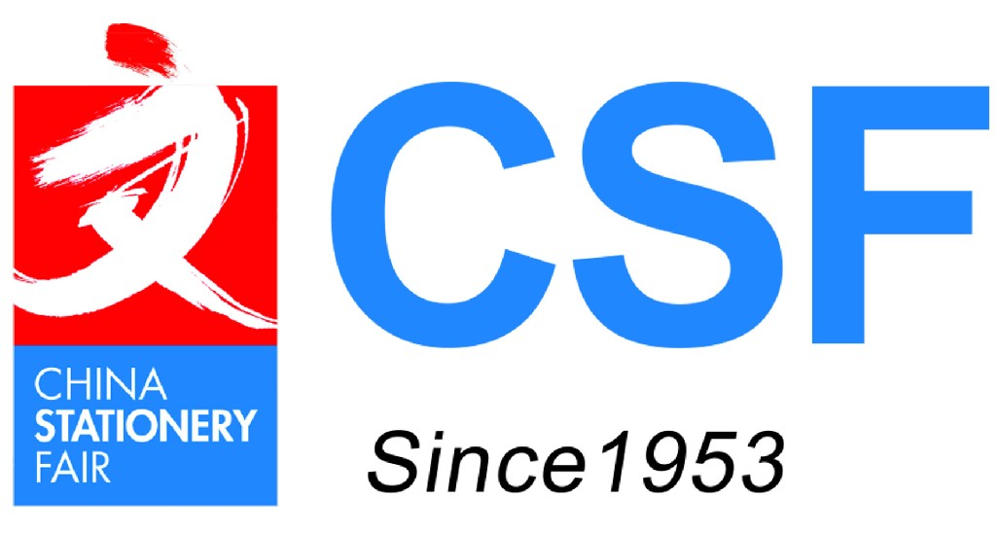 文
CHINA
STATIONERY
FAIR
CSF
Since1953